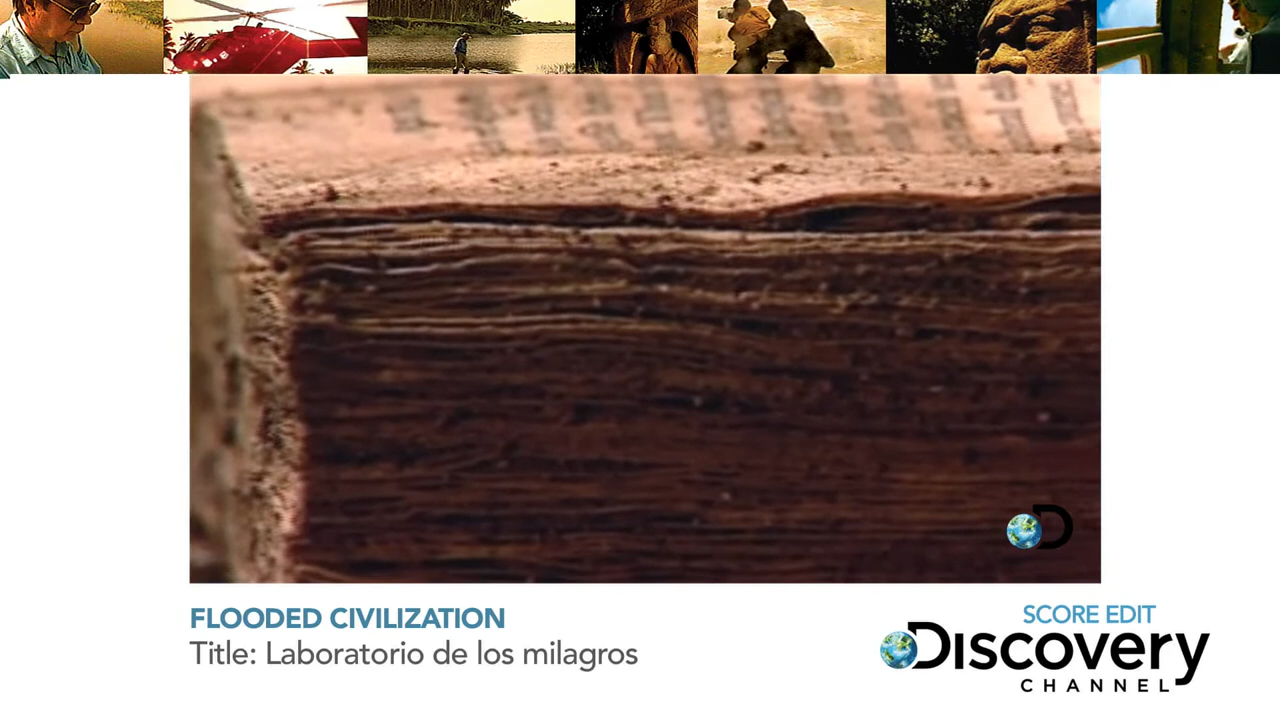 FLOODED CIVILIZATION
Title: Laboratorio de los milagros
SCORE EDIT
Discovery
CHANNEL